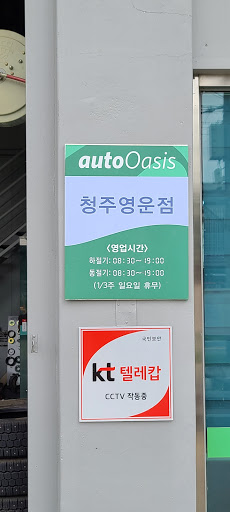 autoOasis
청주영운점
<영업시간>
하절기: 08:30~19:00
동절기: 08:30~19:00
(1/3주 일요일 휴무)
국민보안
kt 텔레캅
CCTV 작동중